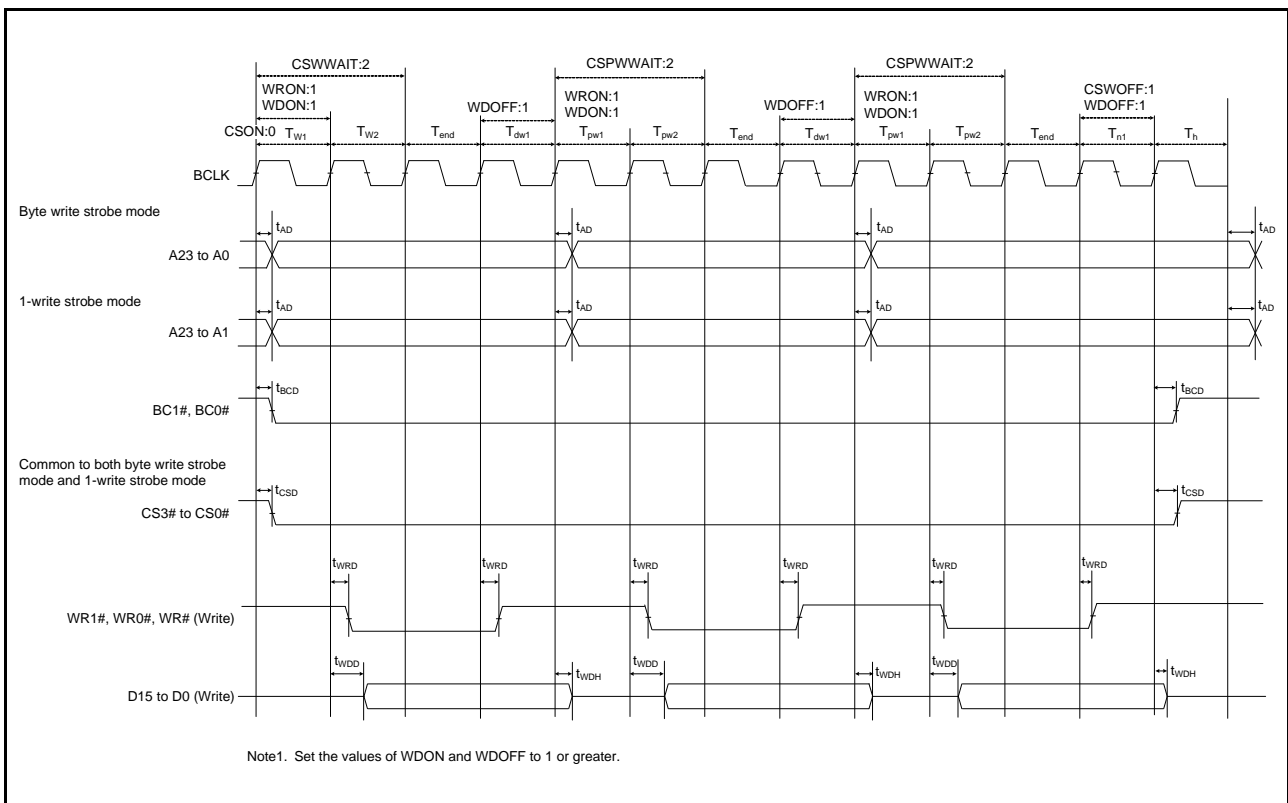 CSWWAIT:2 CSPWWAIT:2 CSPWWAIT:2
WRON:1 WRON:1 WRON:1 CSWOFF:1
WDON:1 WDOFF:1 WDON:1 WDOFF:1 WDON:1 WDOFF:1
CSON:0 TW1 TW2 Tend Tdw1 Tpw1 Tpw2 Tend Tdw1 Tpw1 Tpw2 Tend Tn1 Th
BCLK
Byte write strobe mode
tAD tAD tAD tAD
A23 to A0
1-write strobe mode
tAD tAD tAD tAD
A23 to A1
tBCD tBCD
BC1#, BC0#
Common to both byte write strobe
mode and 1-write strobe mode
tCSD tCSD
CS3# to CS0#
tWRD tWRD tWRD tWRD tWRD tWRD
WR1#, WR0#, WR# (Write)
tWDD tWDH tWDD tWDH tWDD tWDH
D15 to D0 (Write)
Note1. Set the values of WDON and WDOFF to 1 or greater.